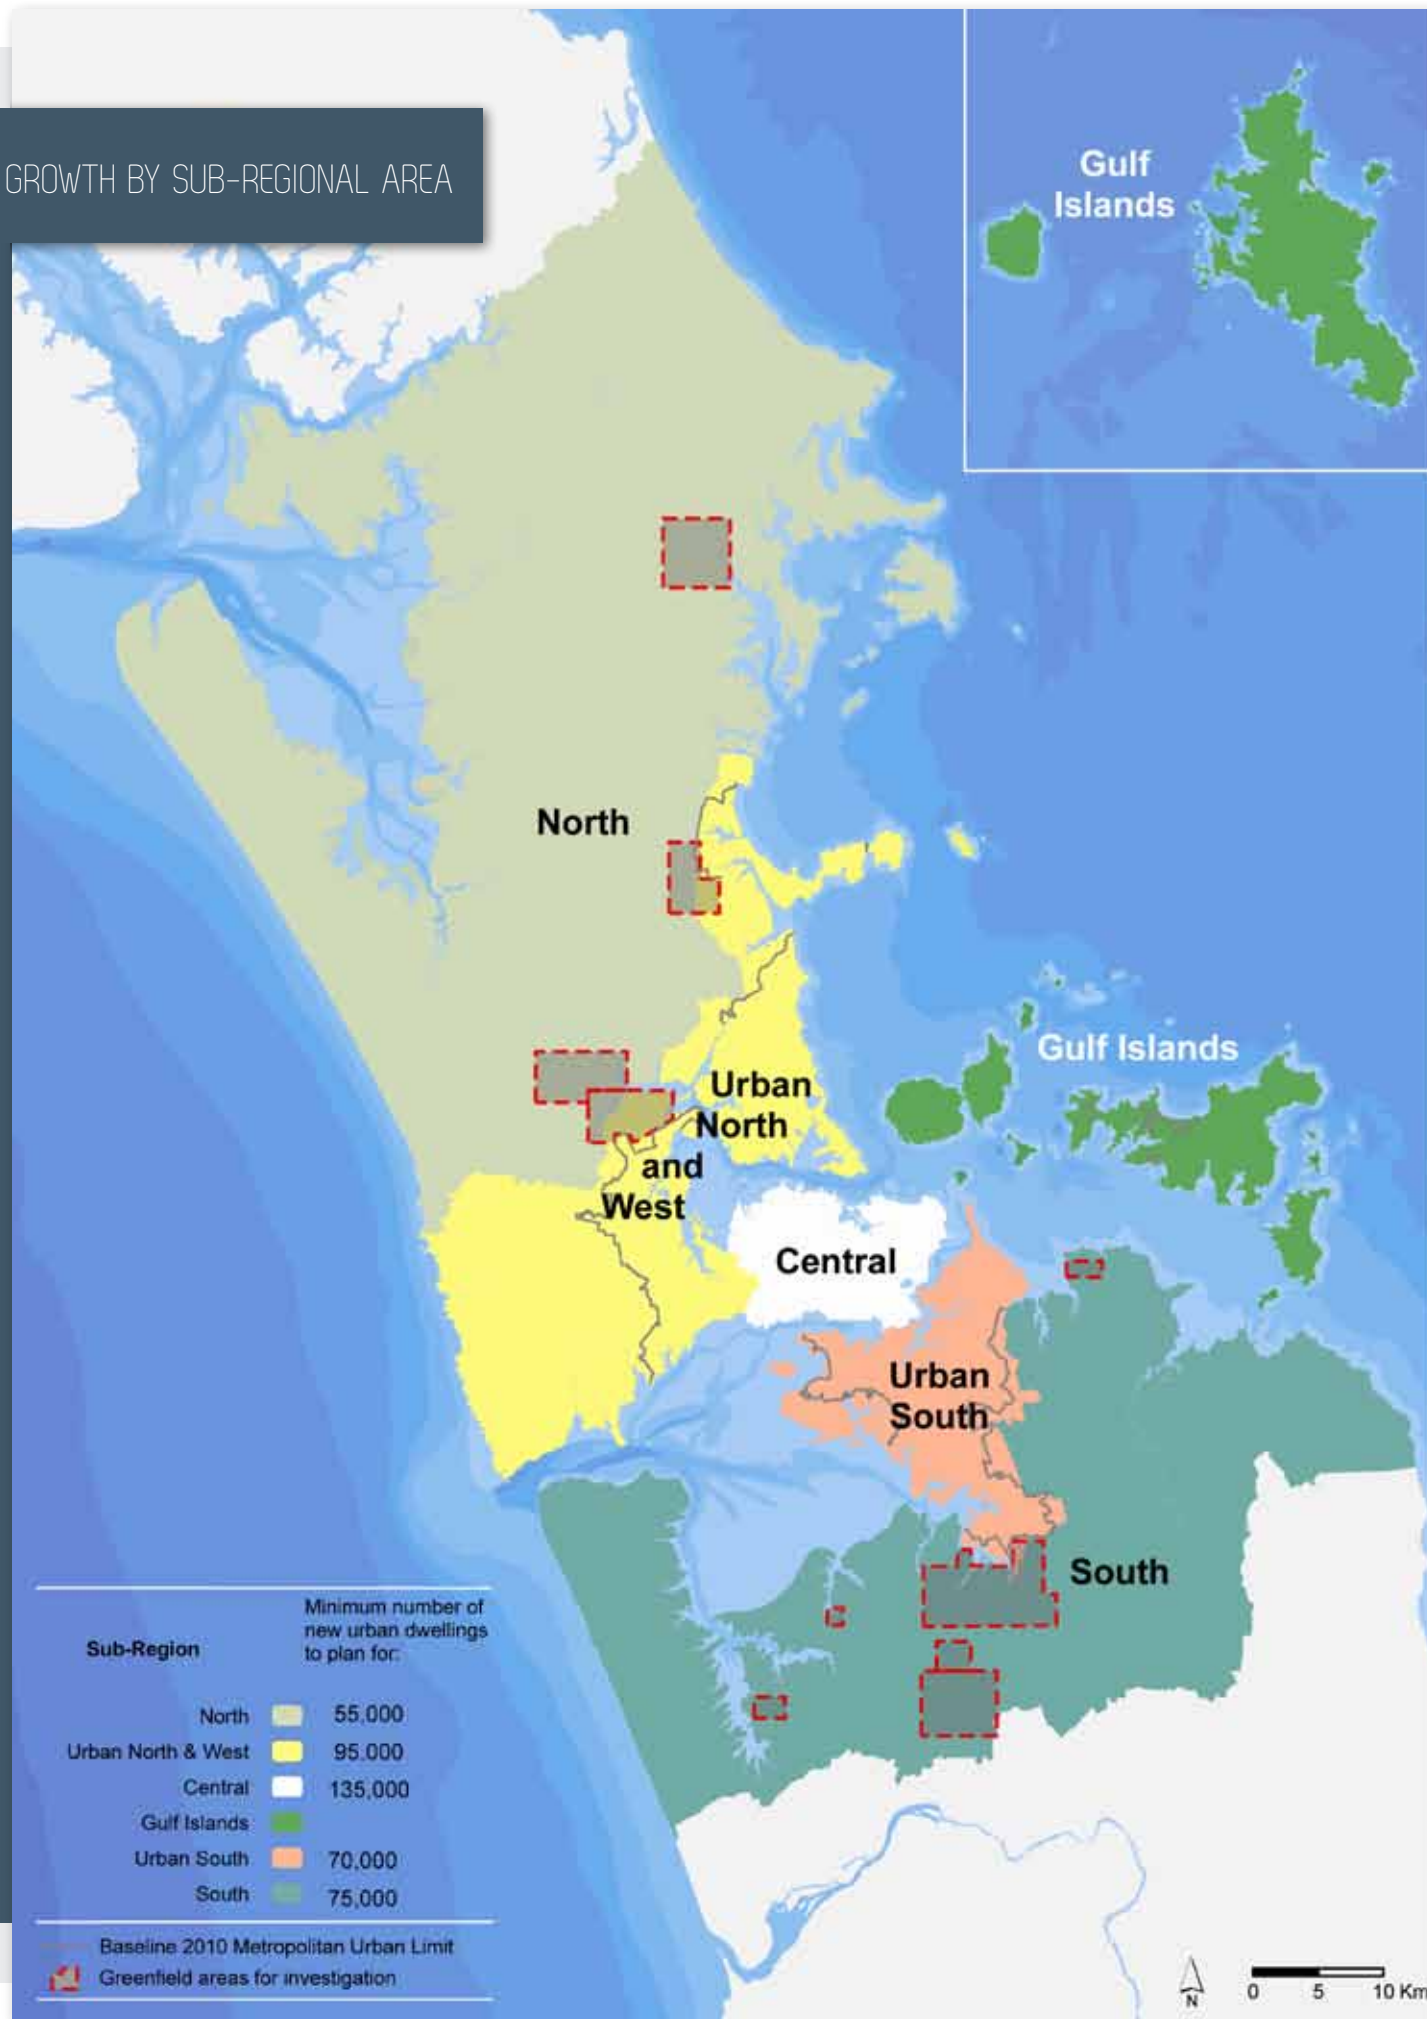 GROWTH BY SUB-REGIONAL AREA
Gulf
Islands
North
Gulf Islands
Urban
North
and
West
Central
Urban
South
South
Minimum number of
new urban dwellings
to plan for:
Sub-Region
North 55,000
Urban North & West 95,000
Central 135,000
Gulf Islands
Urban South 70,000
South 75,000
Baseline 2010 Metropolitan Urban Limit
Greenfield areas for investigation
N
0 5 10 Km